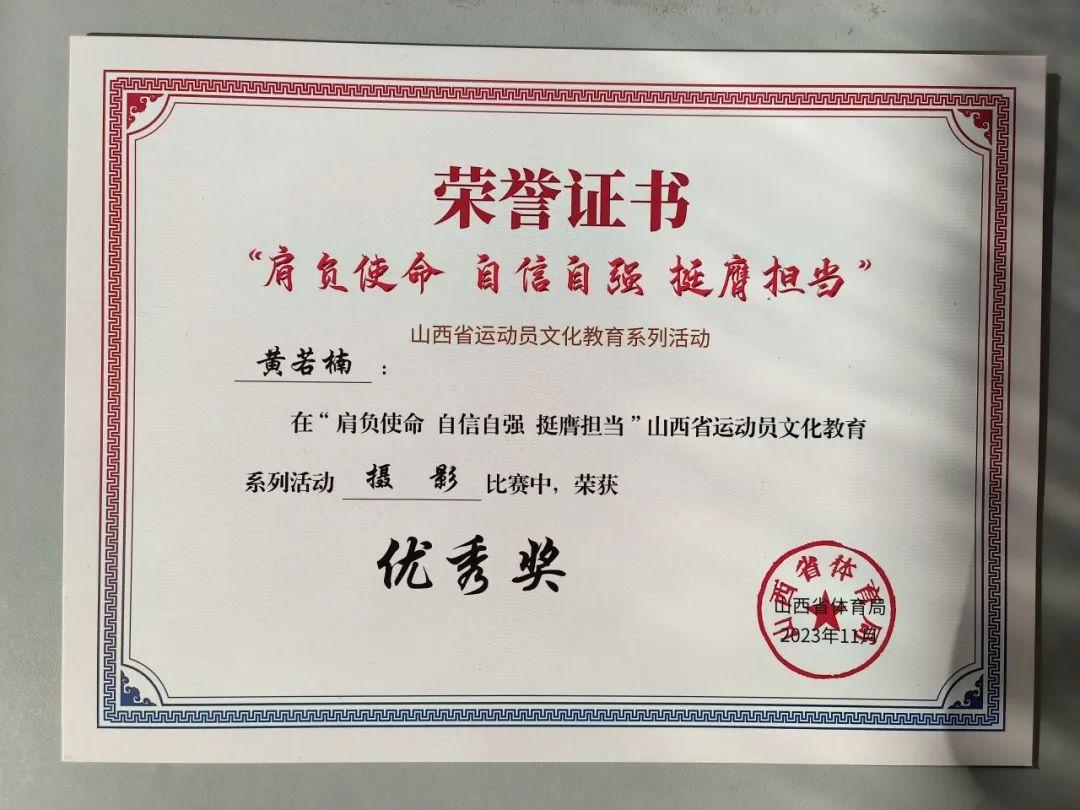 荣誉证书
“肩负使命 自信自强 挺膺担当”
山西省运动员文化教育系列活动
黄若楠：
在“肩负使命 自信自强 挺膺担当”山西省运动员文化教育
系列活动 摄 影 比赛中，荣获
优秀奖
山西省体育局
山西省体育局
2023年11月